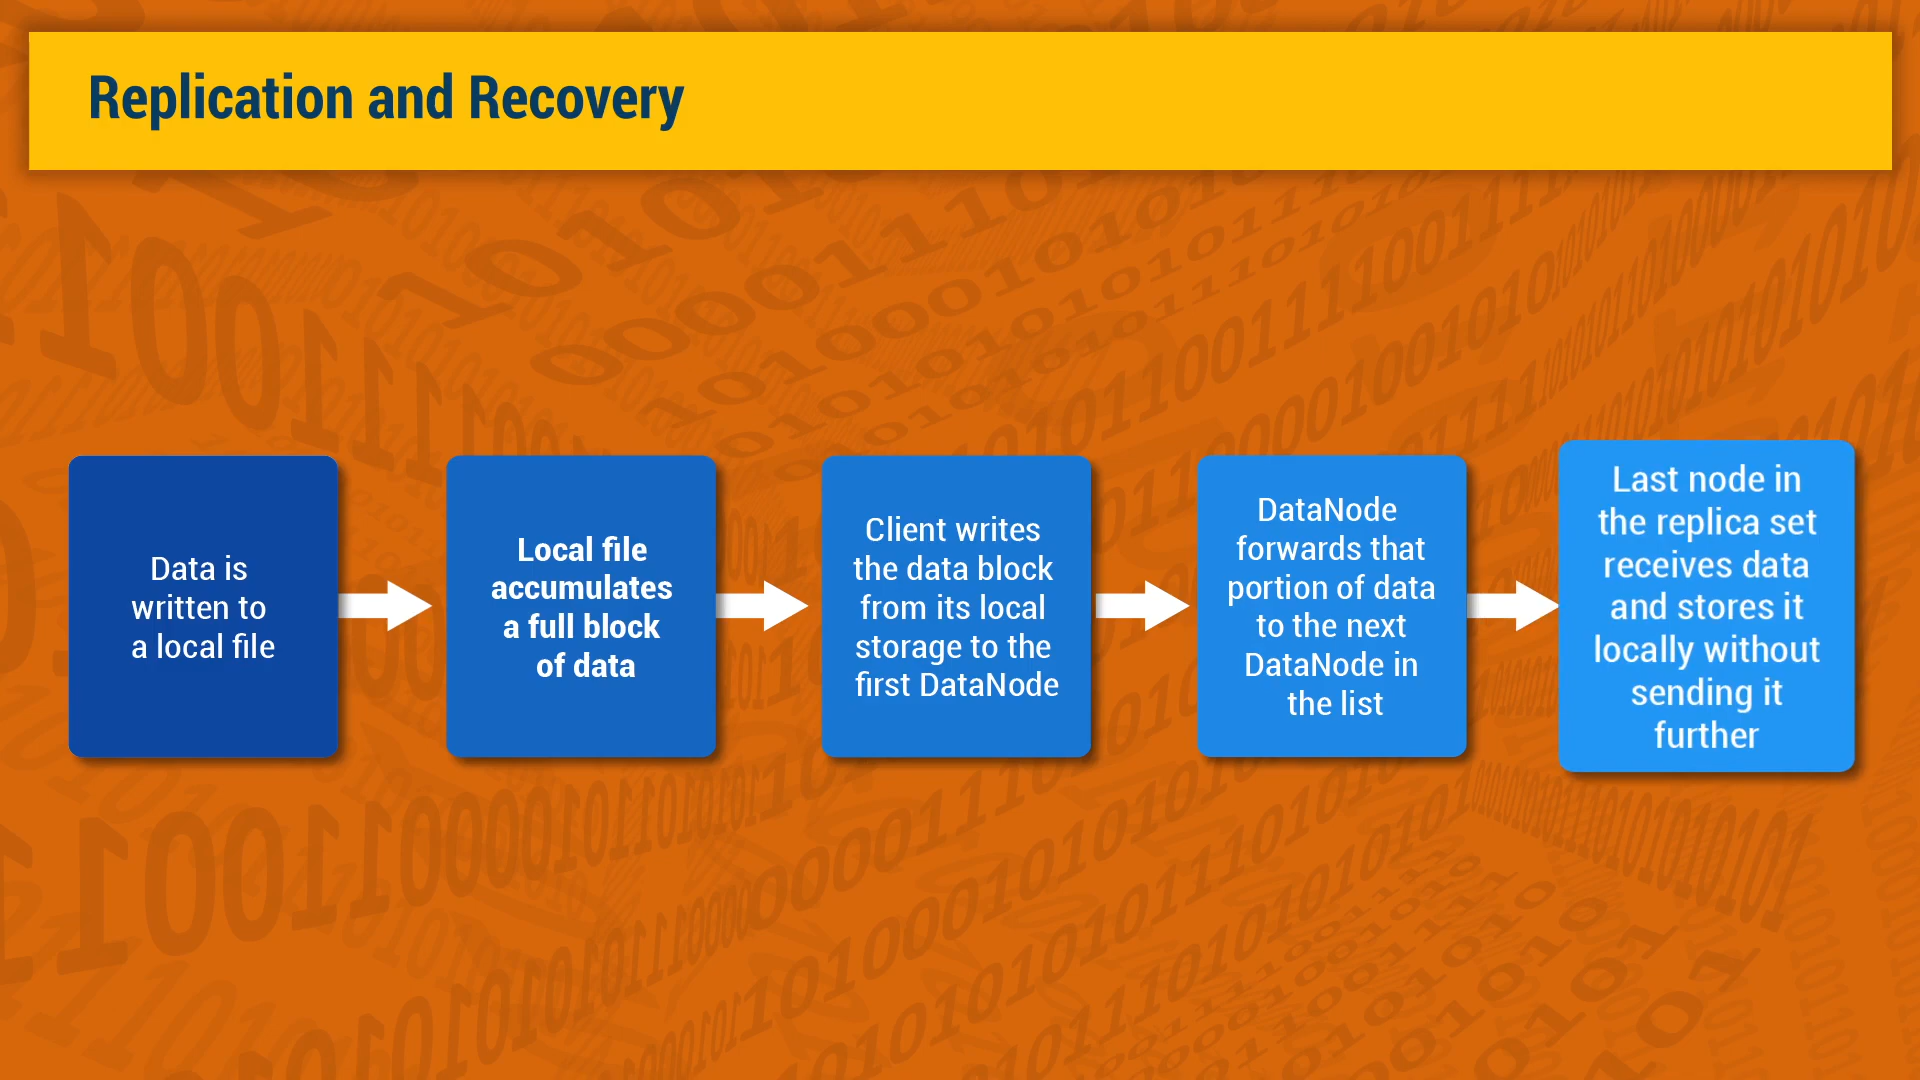 Replication and Recovery
Data is
written to
a local file
Local file
accumulates
a full block
of data
Client writes
the data block
from its local
storage to the
first DataNode
DataNode
forwards that
portion of data
to the next
DataNode in
the list
Last node in
the replica set
receives data
and stores it
locally without
sending it
further